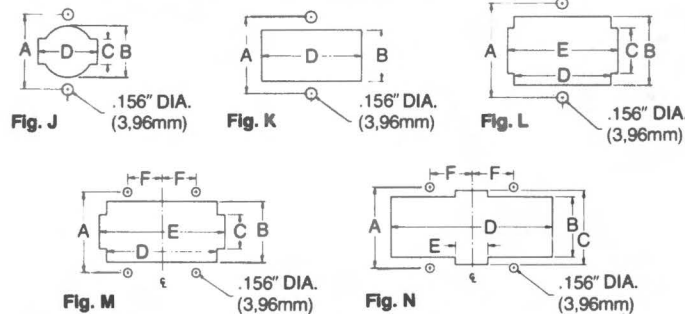 A D C B
.156" DIA.
(3,96mm)
Fig. J
A D B
.156" DIA.
(3,96mm)
Fig. K
A E D C B
.156" DIA.
(3,96mm)
Fig. L
F F
A E D C B
℄
.156" DIA.
(3,96mm)
Fig. M
F F
A D E B C
℄
.156" DIA.
(3,96mm)
Fig. N